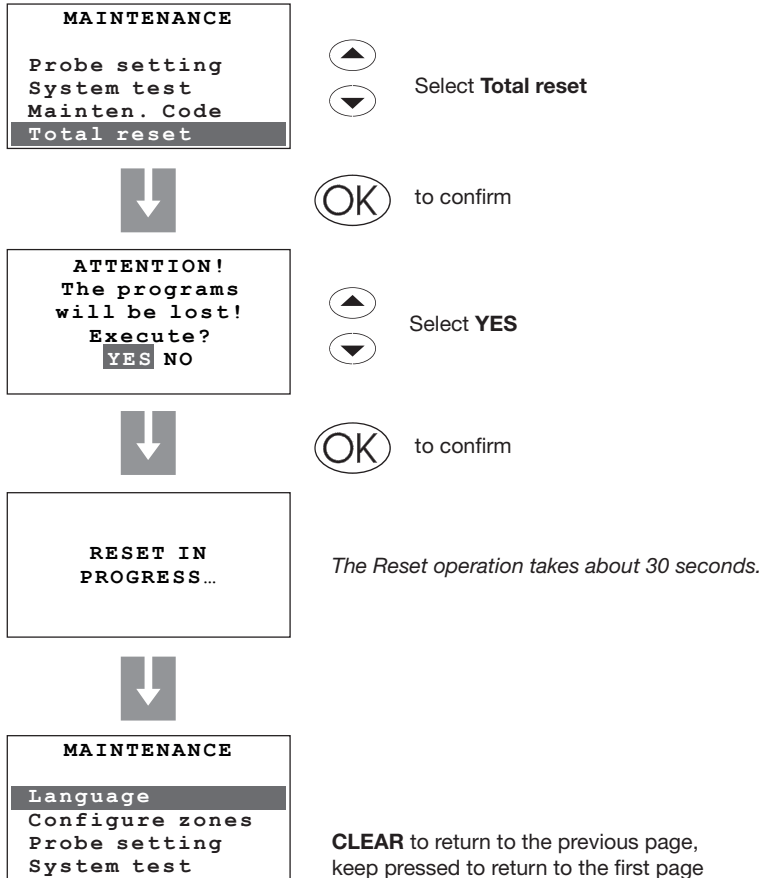 MAINTENANCE
Probe setting
System test
Mainten. Code
Total reset
Select Total reset
OK to confirm
ATTENTION!
The programs
will be lost!
Execute?
YES NO
Select YES
OK to confirm
RESET IN
PROGRESS…
The Reset operation takes about 30 seconds.
MAINTENANCE
Language
Configure zones
Probe setting
System test
CLEAR to return to the previous page,
keep pressed to return to the first page